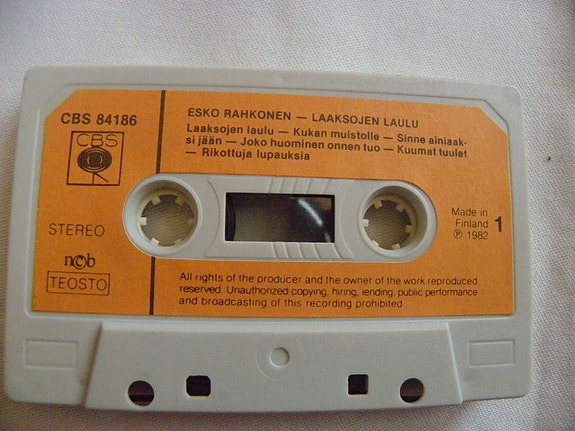 CBS 84186
CBS
STEREO
ncb
TEOSTO
ESKO RAHKONEN — LAAKSOJEN LAULU
Laaksojen laulu — Kukan muistolle — Sinne ainiaak-
si jään — Joko huominen onnen tuo — Kuumat tuulet
— Rikottuja lupauksia
Made in
Finland
℗ 1982
1
All rights of the producer and the owner of the work reproduced
reserved. Unauthorized copying, hiring, lending, public performance
and broadcasting of this recording prohibited